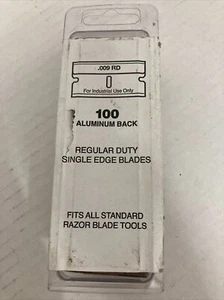 .009 RD
For Industrial Use Only
100
ALUMINUM BACK
REGULAR DUTY
SINGLE EDGE BLADES
FITS ALL STANDARD
RAZOR BLADE TOOLS